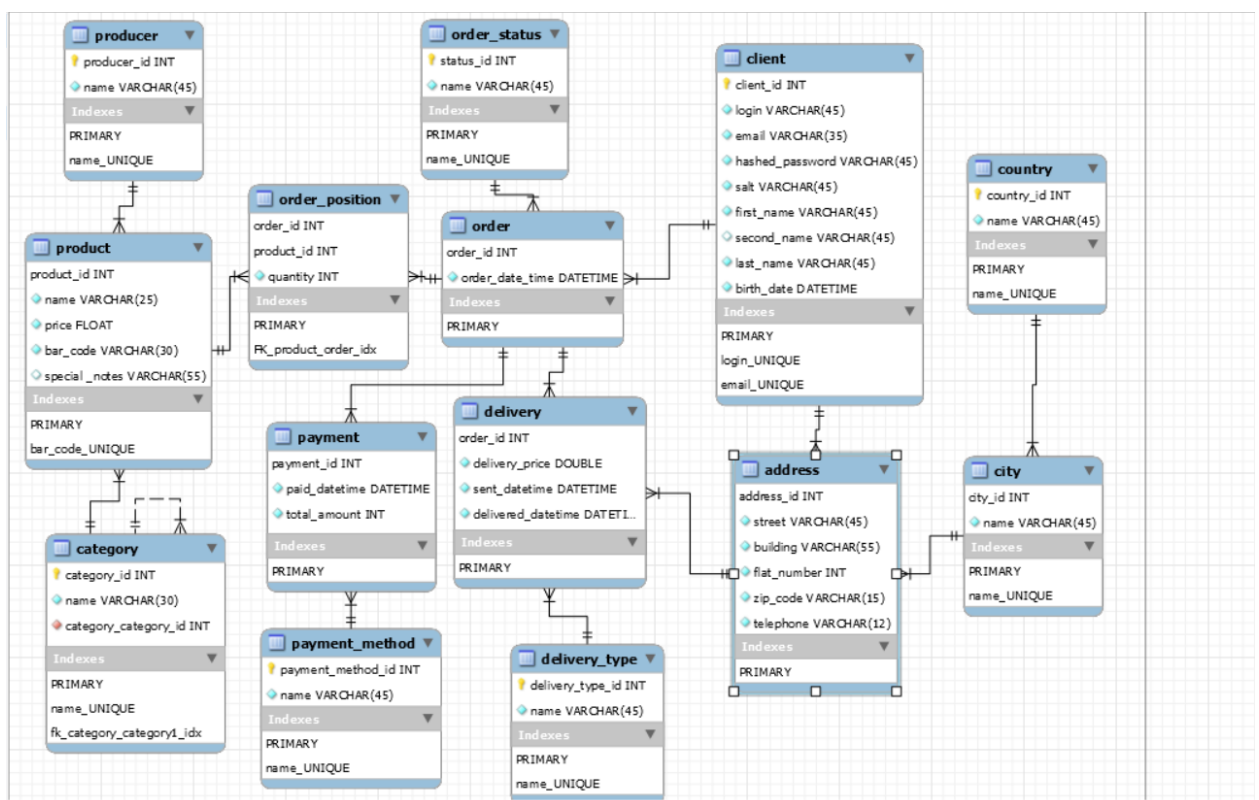 producer
producer_id INT
name VARCHAR(45)
Indexes
PRIMARY
name_UNIQUE
order_status
status_id INT
name VARCHAR(45)
Indexes
PRIMARY
name_UNIQUE
client
client_id INT
login VARCHAR(45)
email VARCHAR(35)
hashed_password VARCHAR(45)
salt VARCHAR(45)
first_name VARCHAR(45)
second_name VARCHAR(45)
last_name VARCHAR(45)
birth_date DATETIME
Indexes
PRIMARY
login_UNIQUE
email_UNIQUE
country
country_id INT
name VARCHAR(45)
Indexes
PRIMARY
name_UNIQUE
order_position
order_id INT
product_id INT
quantity INT
Indexes
PRIMARY
FK_product_order_idx
order
order_id INT
order_date_time DATETIME
Indexes
PRIMARY
product
product_id INT
name VARCHAR(25)
price FLOAT
bar_code VARCHAR(30)
special _notes VARCHAR(55)
Indexes
PRIMARY
bar_code_UNIQUE
payment
payment_id INT
paid_datetime DATETIME
total_amount INT
Indexes
PRIMARY
delivery
order_id INT
delivery_price DOUBLE
sent_datetime DATETIME
delivered_datetime DATETI...
Indexes
PRIMARY
address
address_id INT
street VARCHAR(45)
building VARCHAR(55)
flat_number INT
zip_code VARCHAR(15)
telephone VARCHAR(12)
Indexes
PRIMARY
city
city_id INT
name VARCHAR(45)
Indexes
PRIMARY
name_UNIQUE
category
category_id INT
name VARCHAR(30)
category_category_id INT
Indexes
PRIMARY
name_UNIQUE
fk_category_category1_idx
payment_method
payment_method_id INT
name VARCHAR(45)
Indexes
PRIMARY
name_UNIQUE
delivery_type
delivery_type_id INT
name VARCHAR(45)
Indexes
PRIMARY
name_UNIQUE